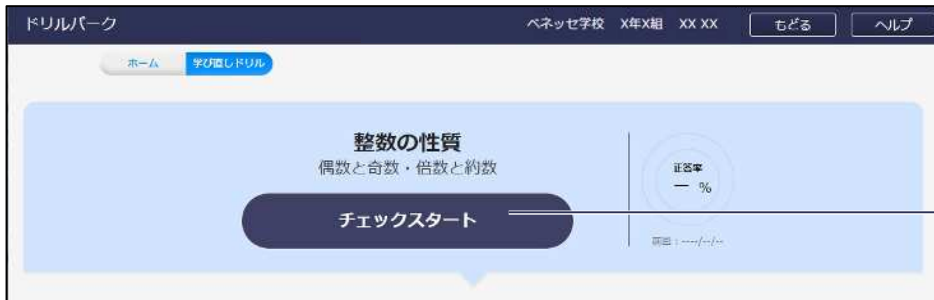 ドリルパーク ベネッセ学校 X年X組 XX XX もどる ヘルプ
ホーム 学び直しドリル
整数の性質
偶数と奇数・倍数と約数
正答率
— %
チェックスタート
前回：----/--/--